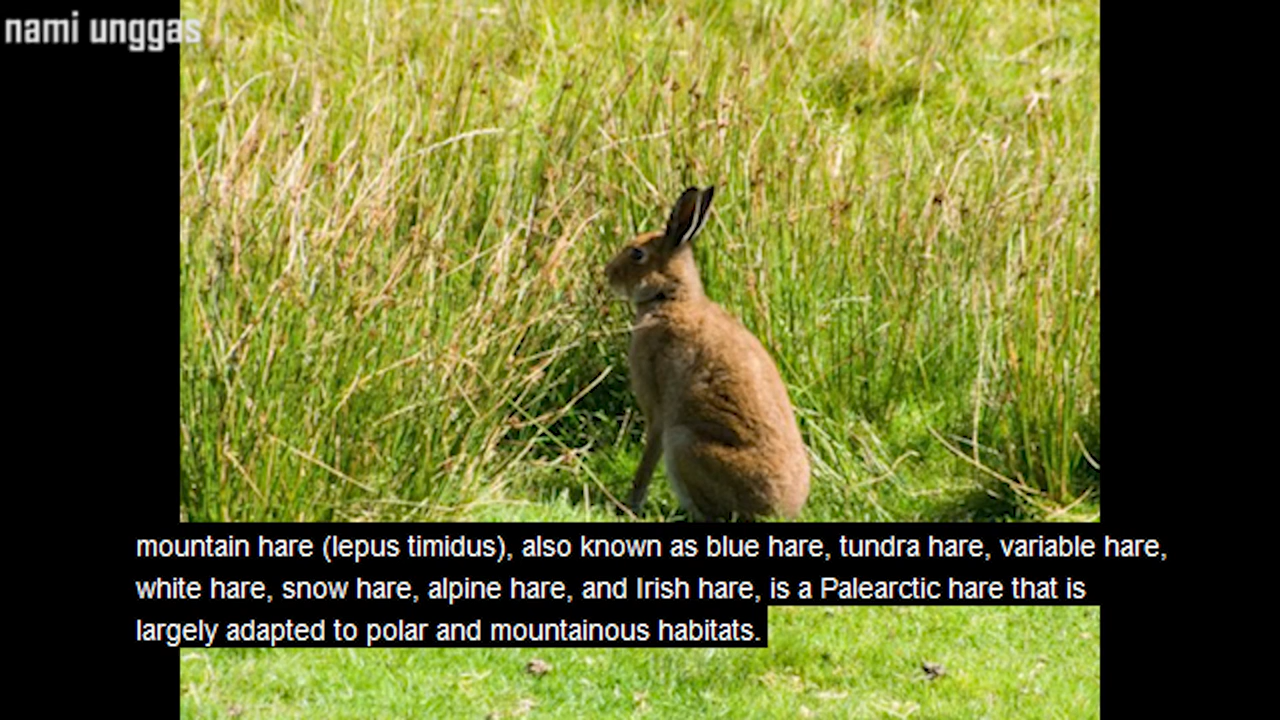 nami unggas
mountain hare (lepus timidus), also known as blue hare, tundra hare, variable hare,
white hare, snow hare, alpine hare, and Irish hare, is a Palearctic hare that is
largely adapted to polar and mountainous habitats.